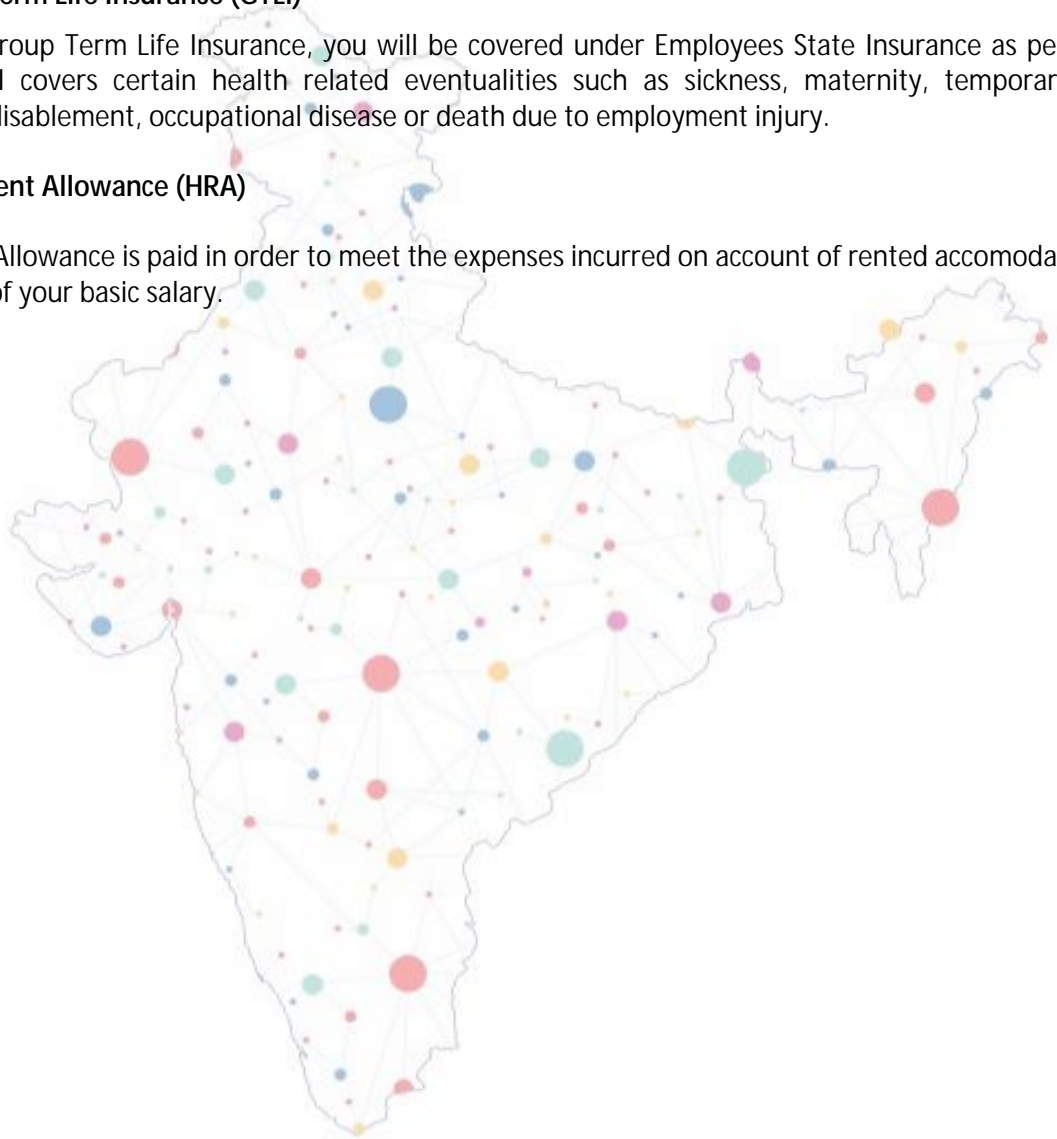 erm Life Insurance (GTLI)
roup Term Life Insurance, you will be covered under Employees State Insurance as pe
l covers certain health related eventualities such as sickness, maternity, temporar
disablement, occupational disease or death due to employment injury.
ent Allowance (HRA)
Allowance is paid in order to meet the expenses incurred on account of rented accomoda
of your basic salary.